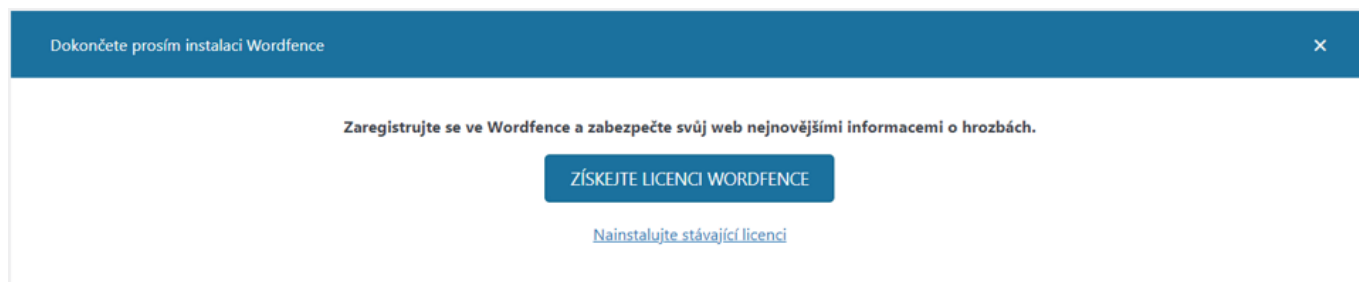 Dokončete prosím instalaci Wordfence
×
Zaregistrujte se ve Wordfence a zabezpečte svůj web nejnovějšími informacemi o hrozbách.
ZÍSKEJTE LICENCI WORDFENCE
Nainstalujte stávající licenci